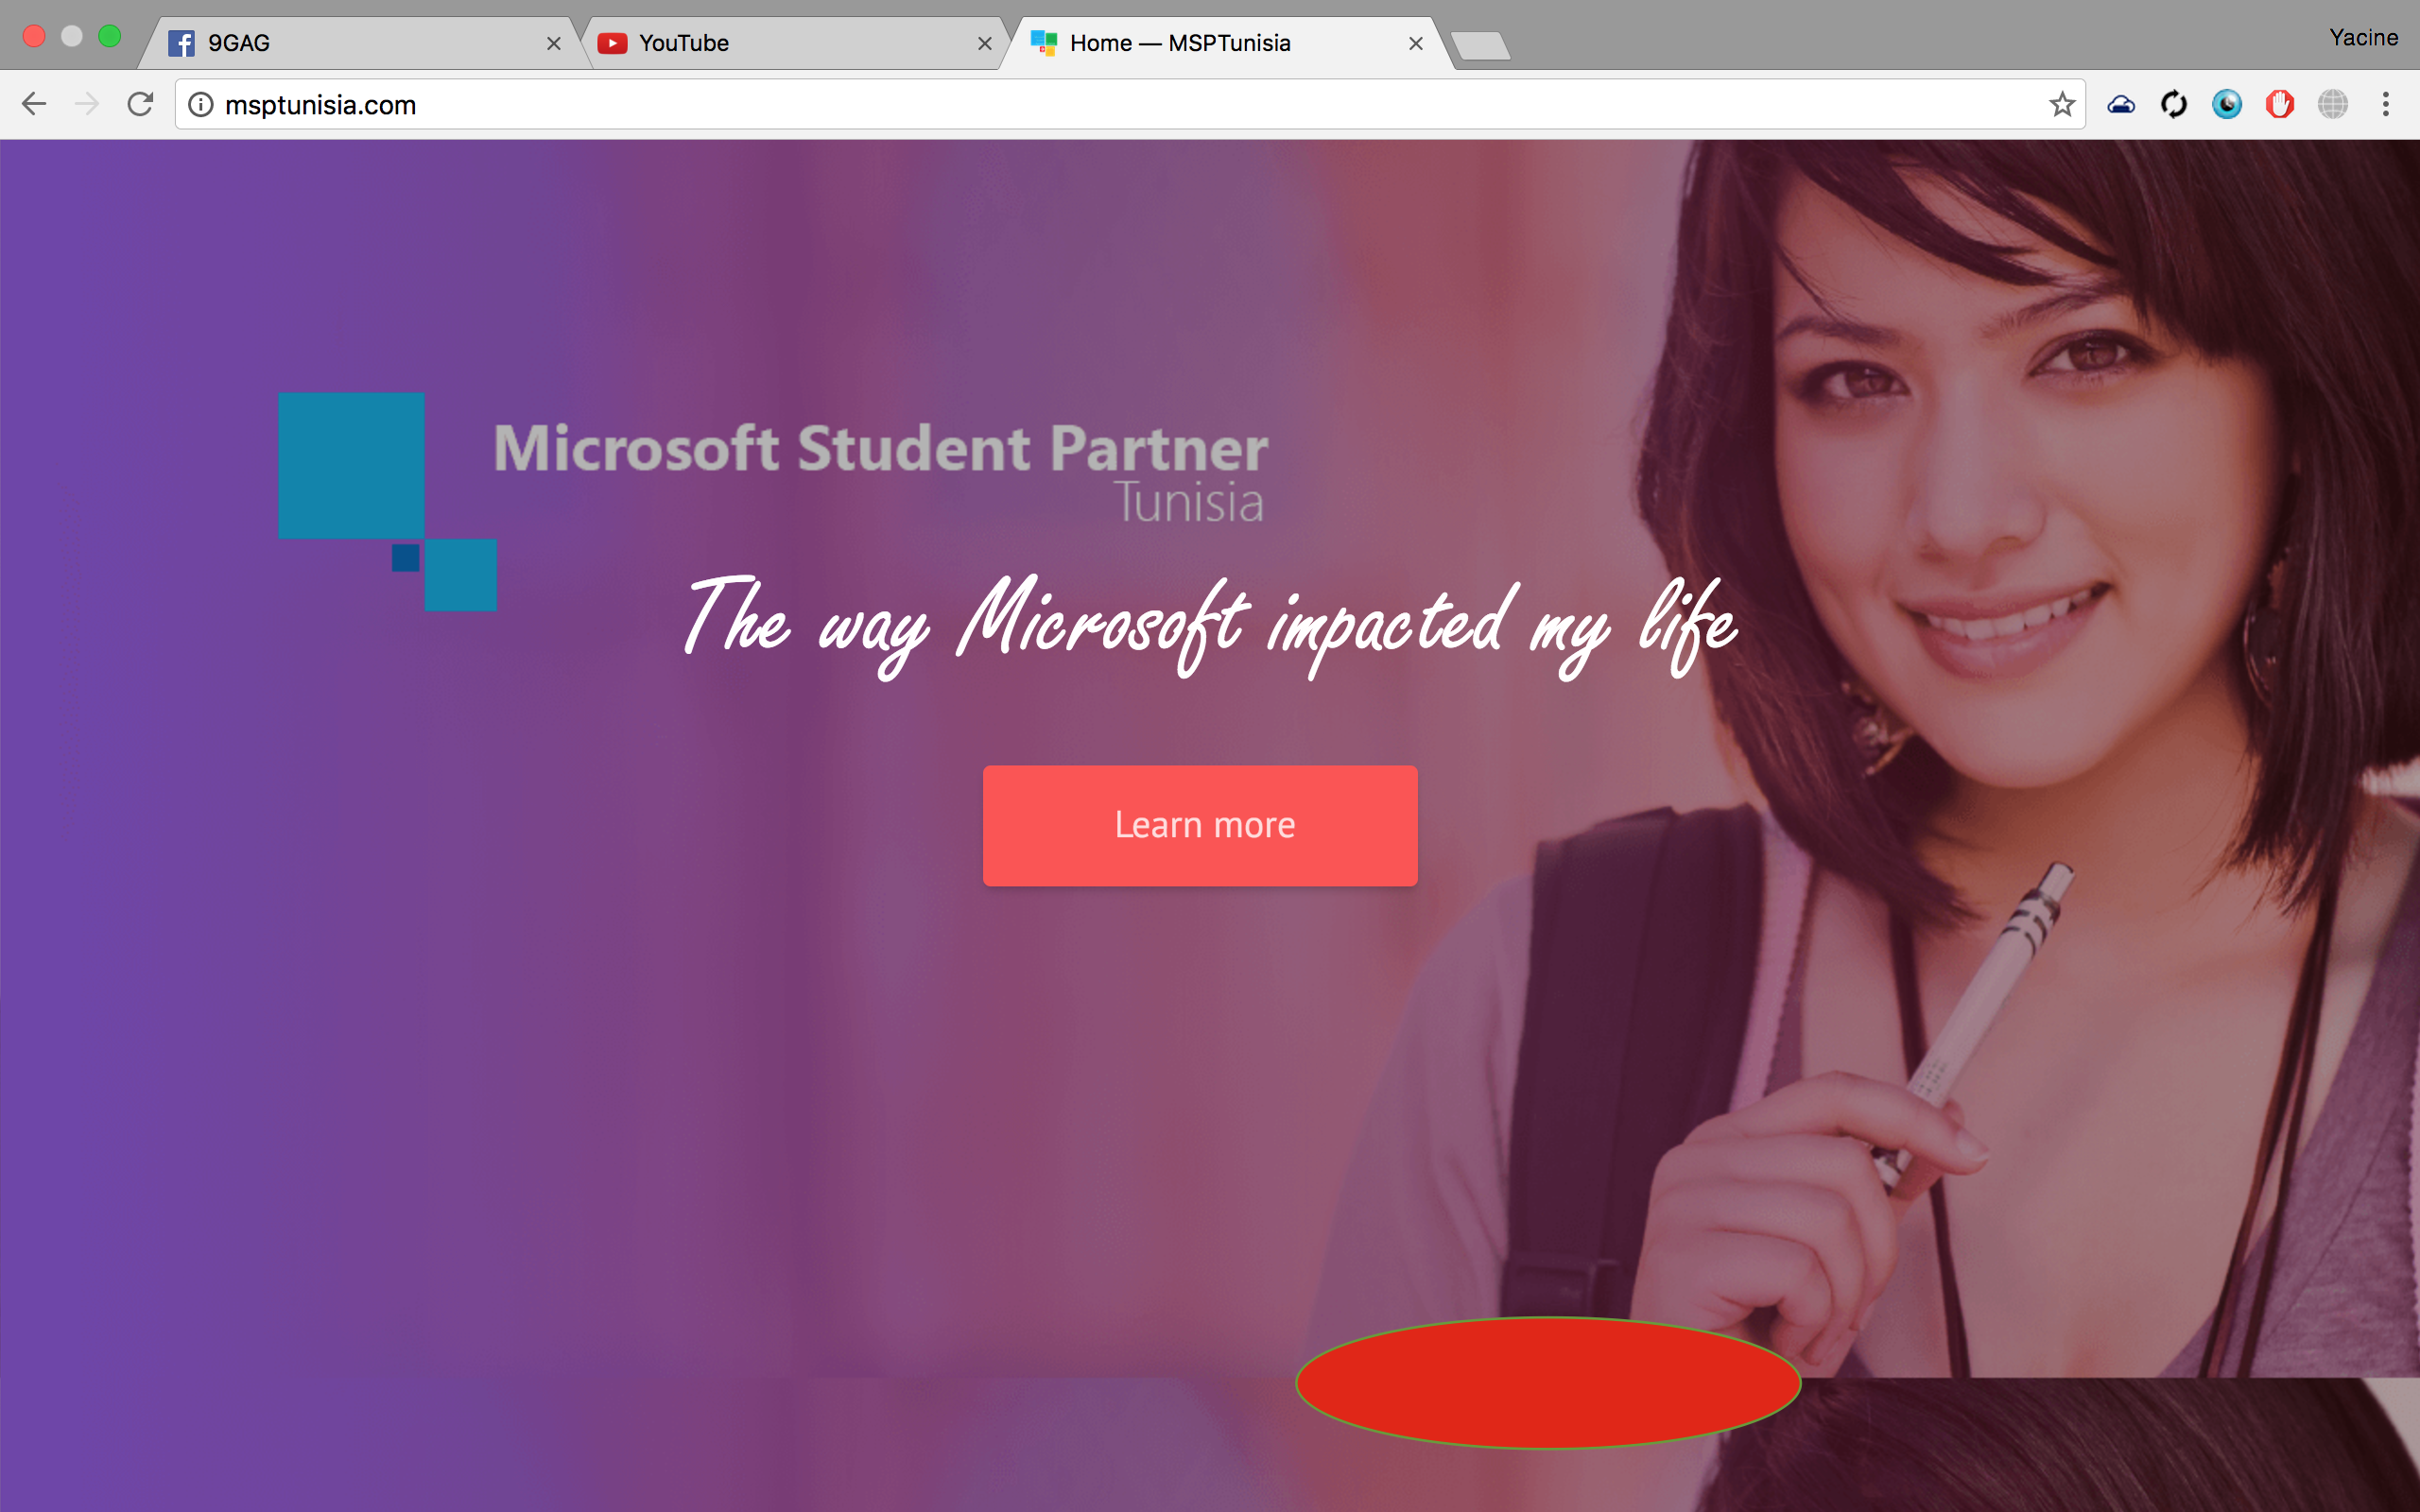 9GAG
YouTube
Home — MSPTunisia
Yacine
msptunisia.com
Microsoft Student Partner
Tunisia
The way Microsoft impacted my life
Learn more